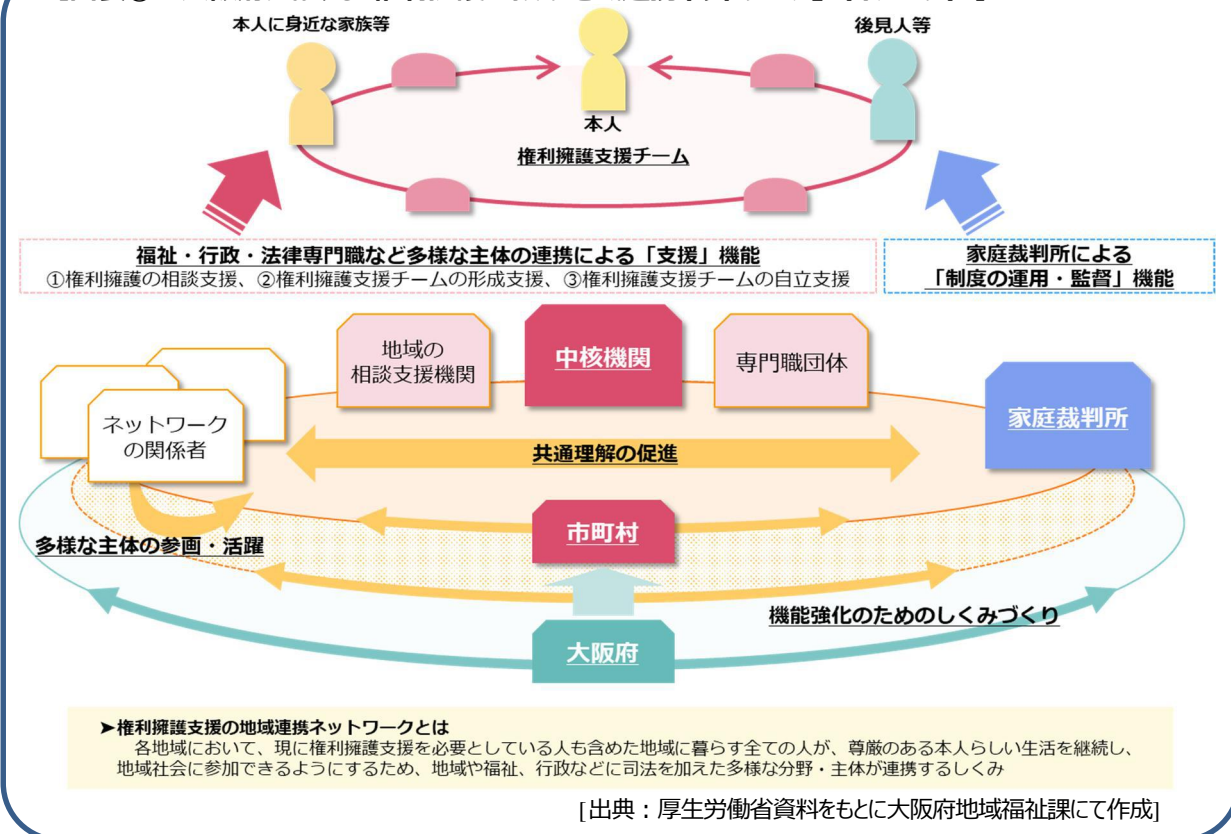 本人に身近な家族等
後見人等
本人
権利擁護支援チーム
福祉・行政・法律専門職など多様な主体の連携による「支援」機能
①権利擁護の相談支援、②権利擁護支援チームの形成支援、③権利擁護支援チームの自立支援
家庭裁判所による
「制度の運用・監督」機能
地域の
相談支援機関
中核機関
専門職団体
ネットワーク
の関係者
家庭裁判所
共通理解の促進
市町村
多様な主体の参画・活躍
機能強化のためのしくみづくり
大阪府
➤権利擁護支援の地域連携ネットワークとは
各地域において、現に権利擁護支援を必要としている人も含めた地域に暮らす全ての人が、尊厳のある本人らしい生活を継続し、
地域社会に参加できるようにするため、地域や福祉、行政などに司法を加えた多様な分野・主体が連携するしくみ
[出典：厚生労働省資料をもとに大阪府地域福祉課にて作成]